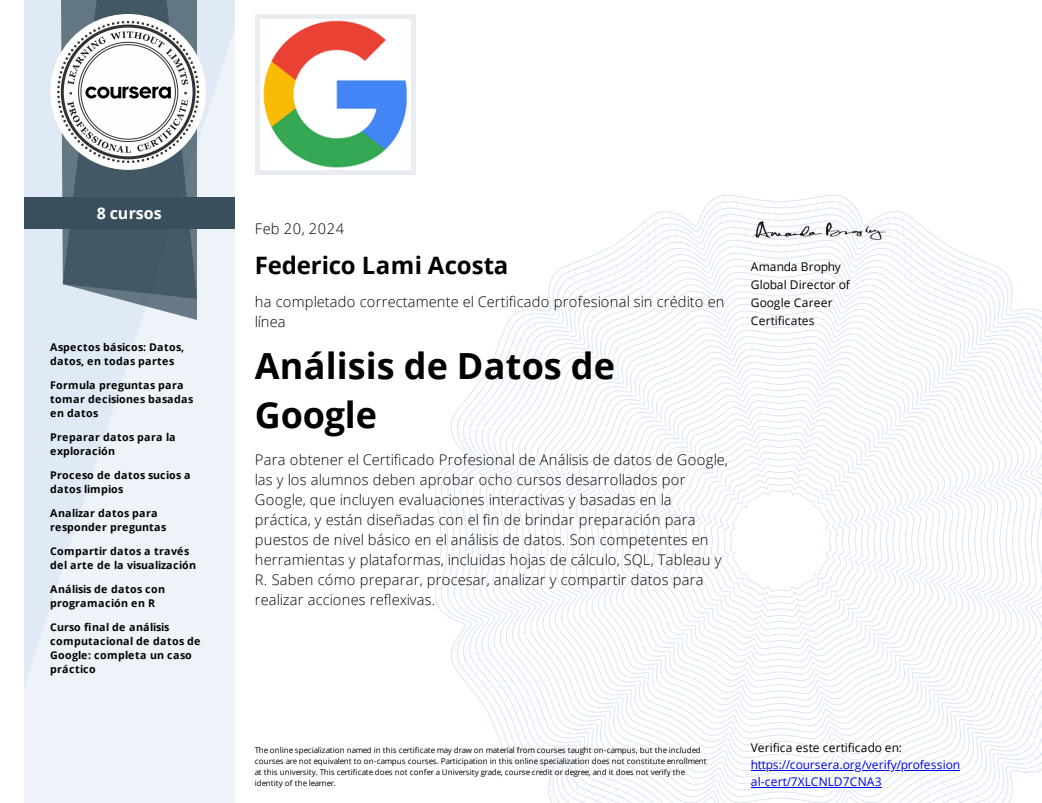 LEARNING WITHOUT LIMITS
coursera
PROFESSIONAL CERTIFICATE
8 cursos
Aspectos básicos: Datos,
datos, en todas partes
Formula preguntas para
tomar decisiones basadas
en datos
Preparar datos para la
exploración
Proceso de datos sucios a
datos limpios
Analizar datos para
responder preguntas
Compartir datos a través
del arte de la visualización
Análisis de datos con
programación en R
Curso final de análisis
computacional de datos de
Google: completa un caso
práctico
G
Feb 20, 2024
Federico Lami Acosta
ha completado correctamente el Certificado profesional sin crédito en
línea
Análisis de Datos de
Google
Para obtener el Certificado Profesional de Análisis de datos de Google,
las y los alumnos deben aprobar ocho cursos desarrollados por
Google, que incluyen evaluaciones interactivas y basadas en la
práctica, y están diseñadas con el fin de brindar preparación para
puestos de nivel básico en el análisis de datos. Son competentes en
herramientas y plataformas, incluidas hojas de cálculo, SQL, Tableau y
R. Saben cómo preparar, procesar, analizar y compartir datos para
realizar acciones reflexivas.
Amanda Brophy
Amanda Brophy
Global Director of
Google Career
Certificates
The online specialization named in this certificate may draw on material from courses taught on-campus, but the included
courses are not equivalent to on-campus courses. Participation in this online specialization does not constitute enrollment
at this university. This certificate does not confer a University grade, course credit or degree, and it does not verify the
identity of the learner.
Verifica este certificado en:
https://coursera.org/verify/profession
al-cert/7XLCNLD7CNA3